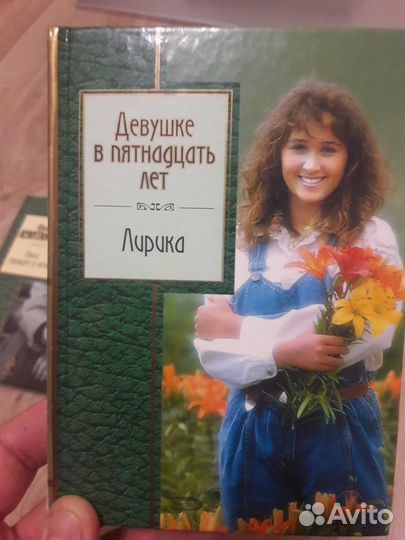 Девушке
в пятнадцать
лет
Лирика
Avito